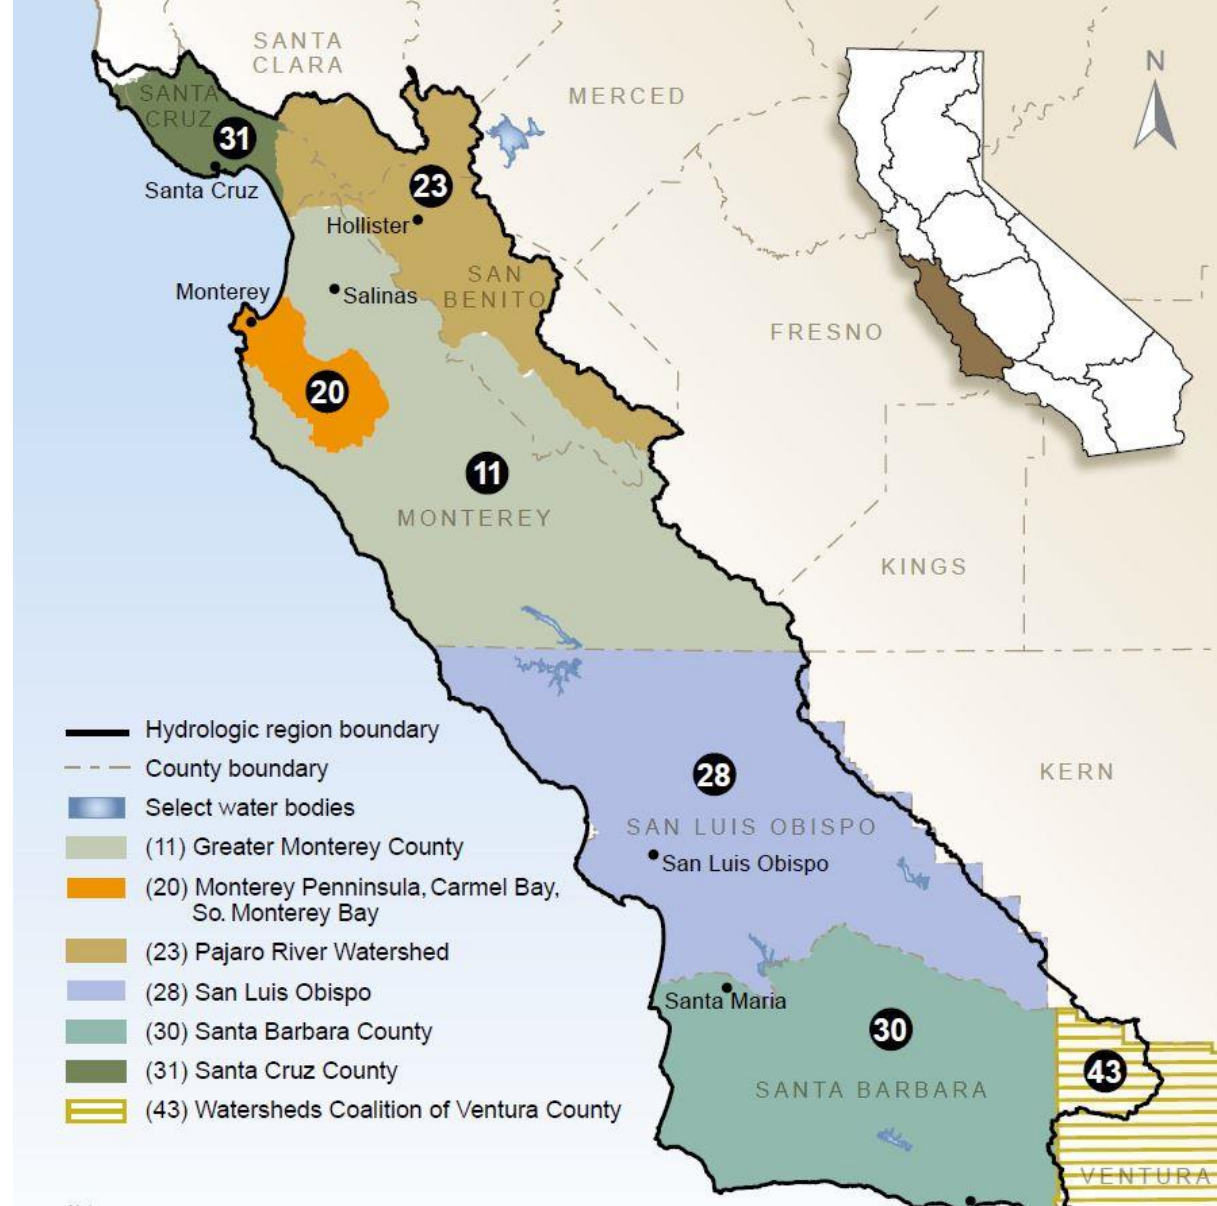 SANTA
CLARA
MERCED
N
SANTA
CRUZ
31
23
Santa Cruz
Hollister
SAN
BENITO
Monterey
Salinas
FRESNO
20
11
MONTEREY
KINGS
Hydrologic region boundary
County boundary
Select water bodies
(11) Greater Monterey County
(20) Monterey Penninsula, Carmel Bay,
So. Monterey Bay
(23) Pajaro River Watershed
(28) San Luis Obispo
(30) Santa Barbara County
(31) Santa Cruz County
(43) Watersheds Coalition of Ventura County
28
KERN
SAN LUIS OBISPO
San Luis Obispo
Santa Maria
30
43
SANTA BARBARA
VENTURA